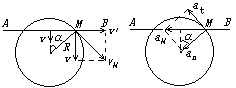 A M B v'
v α R
v v_M
A M B
a_t
a_M α
a_n